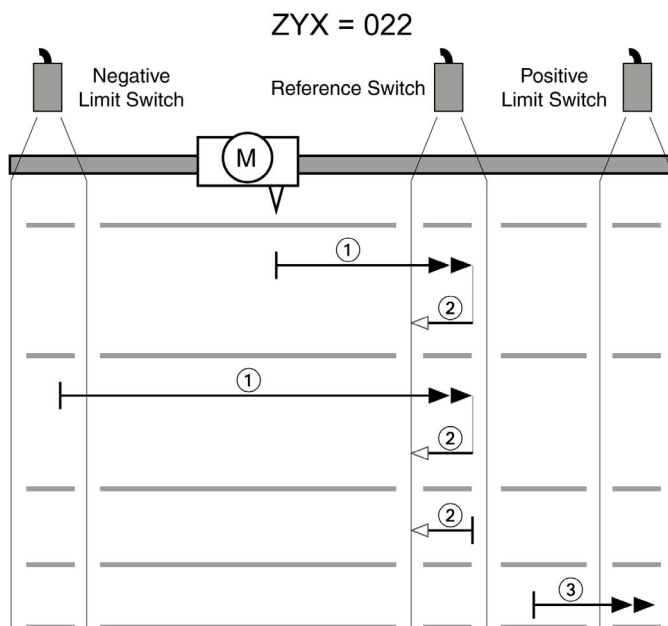 ZYX = 022
Negative
Limit Switch
Reference Switch
Positive
Limit Switch
M
1
2
1
2
2
3